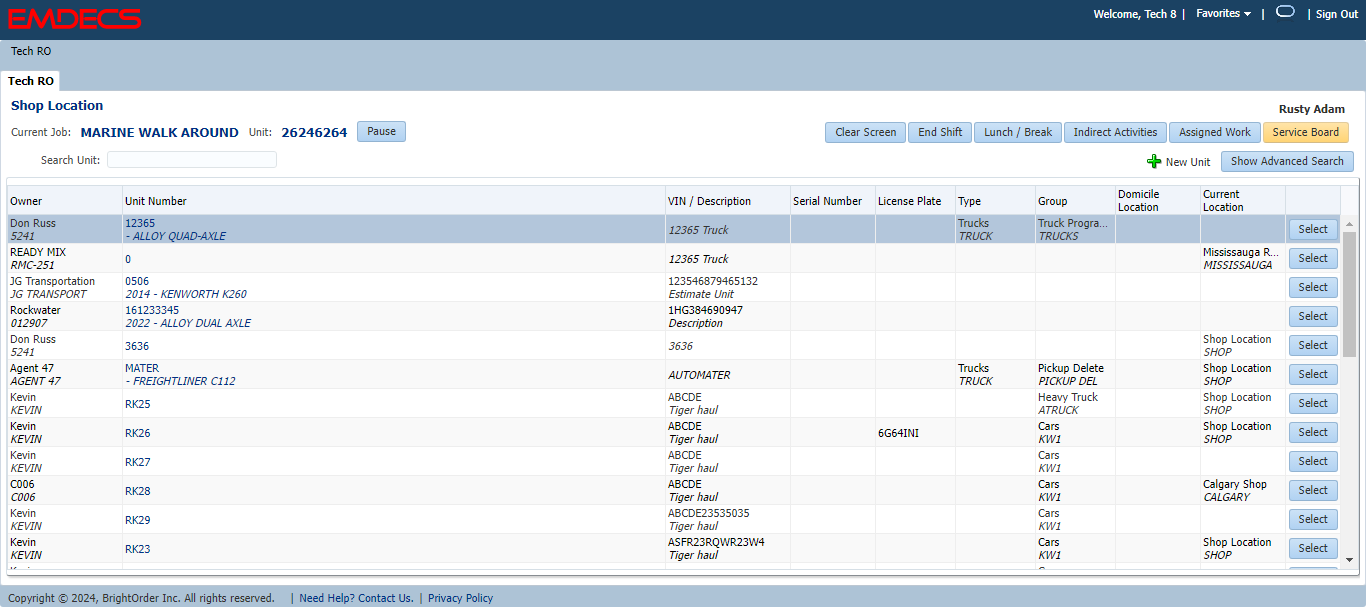 EMDECS
Welcome, Tech 8 | Favorites | | Sign Out
Tech RO
Tech RO
Shop Location
Rusty Adam
Current Job: MARINE WALK AROUND Unit: 26246264 Pause
Clear Screen End Shift Lunch / Break Indirect Activities Assigned Work Service Board
Search Unit:
New Unit Show Advanced Search
Owner Unit Number VIN / Description Serial Number License Plate Type Group Domicile Location Current Location
Don Russ 12365 Trucks Truck Progra...
5241 - ALLOY QUAD-AXLE 12365 Truck TRUCK TRUCKS Select
READY MIX Mississauga R...
RMC-251 0 12365 Truck MISSISSAUGA Select
JG Transportation 0506 123546879465132
JG TRANSPORT 2014 - KENWORTH K260 Estimate Unit Select
Rockwater 161233345 1HG384690947
012907 2022 - ALLOY DUAL AXLE Description Select
Don Russ Shop Location
5241 3636 3636 SHOP Select
Agent 47 MATER Trucks Pickup Delete Shop Location
AGENT 47 - FREIGHTLINER C112 AUTOMATER TRUCK PICKUP DEL SHOP Select
Kevin ABCDE Heavy Truck Shop Location
KEVIN RK25 Tiger haul ATRUCK SHOP Select
Kevin ABCDE Cars Shop Location
KEVIN RK26 Tiger haul 6G64INI KW1 SHOP Select
Kevin ABCDE Cars
KEVIN RK27 Tiger haul KW1 Select
C006 ABCDE Cars Calgary Shop
C006 RK28 Tiger haul KW1 CALGARY Select
Kevin ABCDE23535035 Cars
KEVIN RK29 Tiger haul KW1 Select
Kevin ASFR23RQWR23W4 Cars Shop Location
KEVIN RK23 Tiger haul KW1 SHOP Select
Copyright © 2024, BrightOrder Inc. All rights reserved. | Need Help? Contact Us. | Privacy Policy